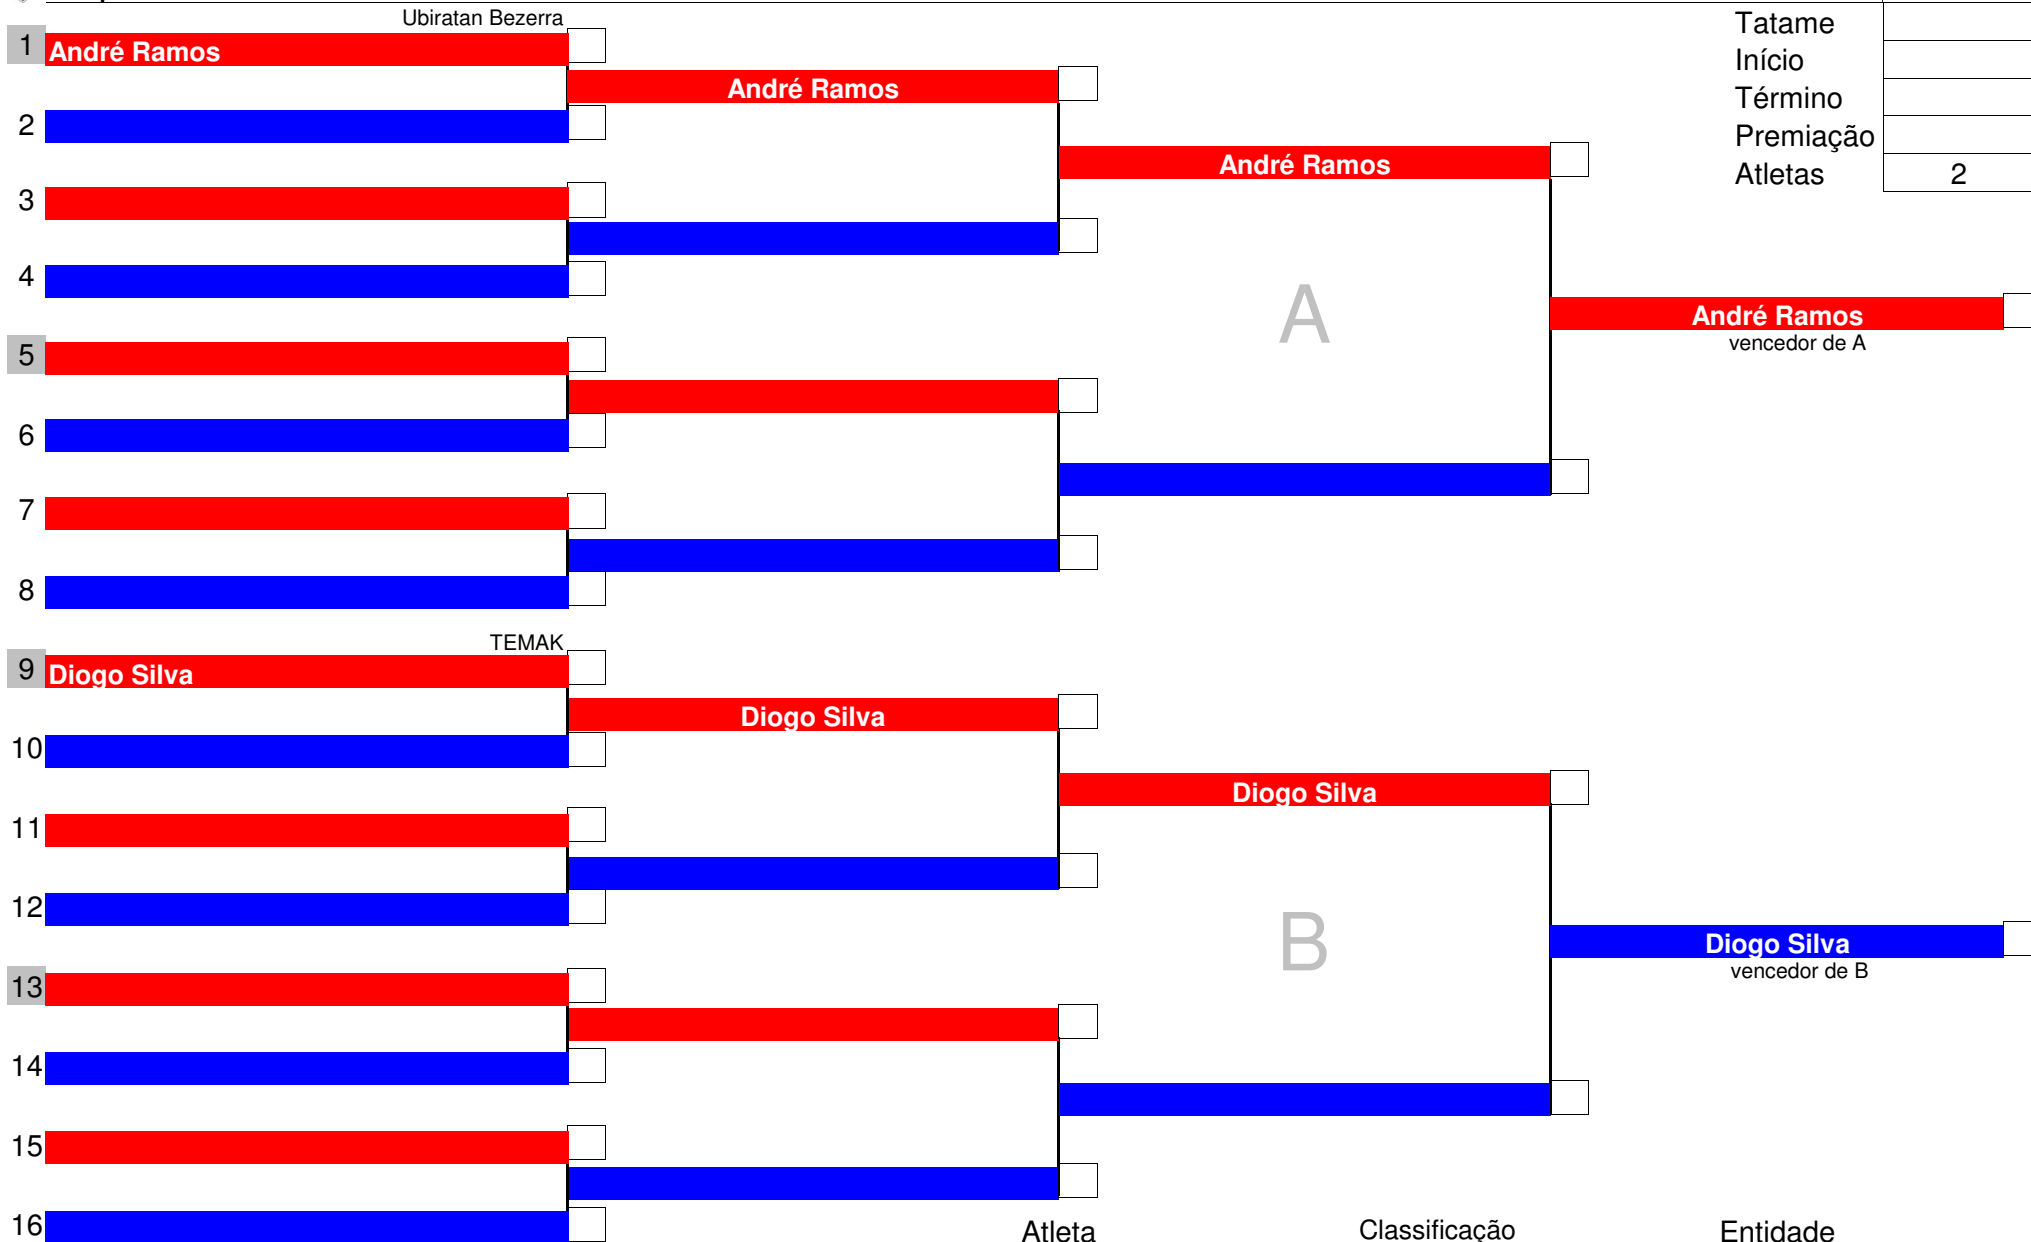 Ubiratan Bezerra
1 André Ramos
André Ramos
2
André Ramos
3
4
André Ramos
vencedor de A
A
5
6
7
8
TEMAK
9 Diogo Silva
Diogo Silva
10
Diogo Silva
11
12
Diogo Silva
vencedor de B
B
13
14
15
16
Tatame
Início
Término
Premiação
Atletas 2
Atleta Classificação Entidade